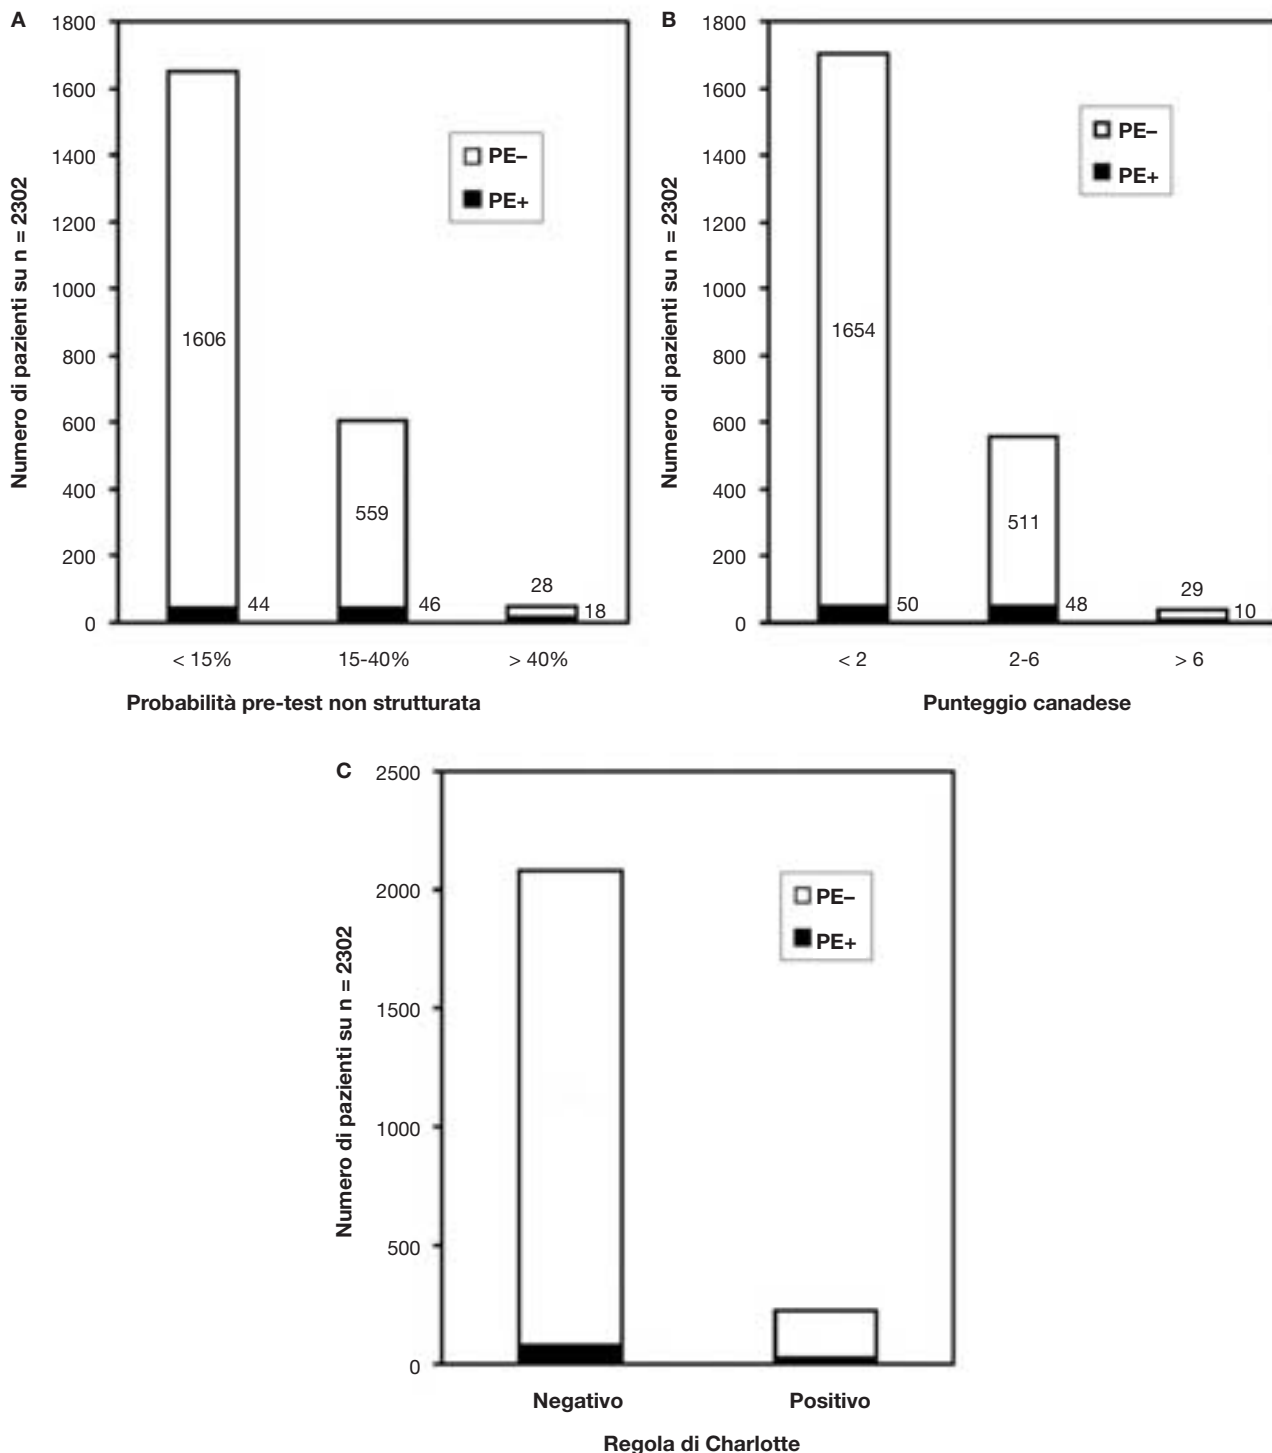 A
1800
1600
1400
1200
1000
800
600
400
200
0
Numero di pazienti su n = 2302
PE–
PE+
1606
44
559
46
28
18
< 15%
15-40%
> 40%
Probabilità pre-test non strutturata
B
1800
1600
1400
1200
1000
800
600
400
200
0
Numero di pazienti su n = 2302
PE–
PE+
1654
50
511
48
29
10
< 2
2-6
> 6
Punteggio canadese
C
2500
2000
1500
1000
500
0
Numero di pazienti su n = 2302
PE–
PE+
Negativo
Positivo
Regola di Charlotte